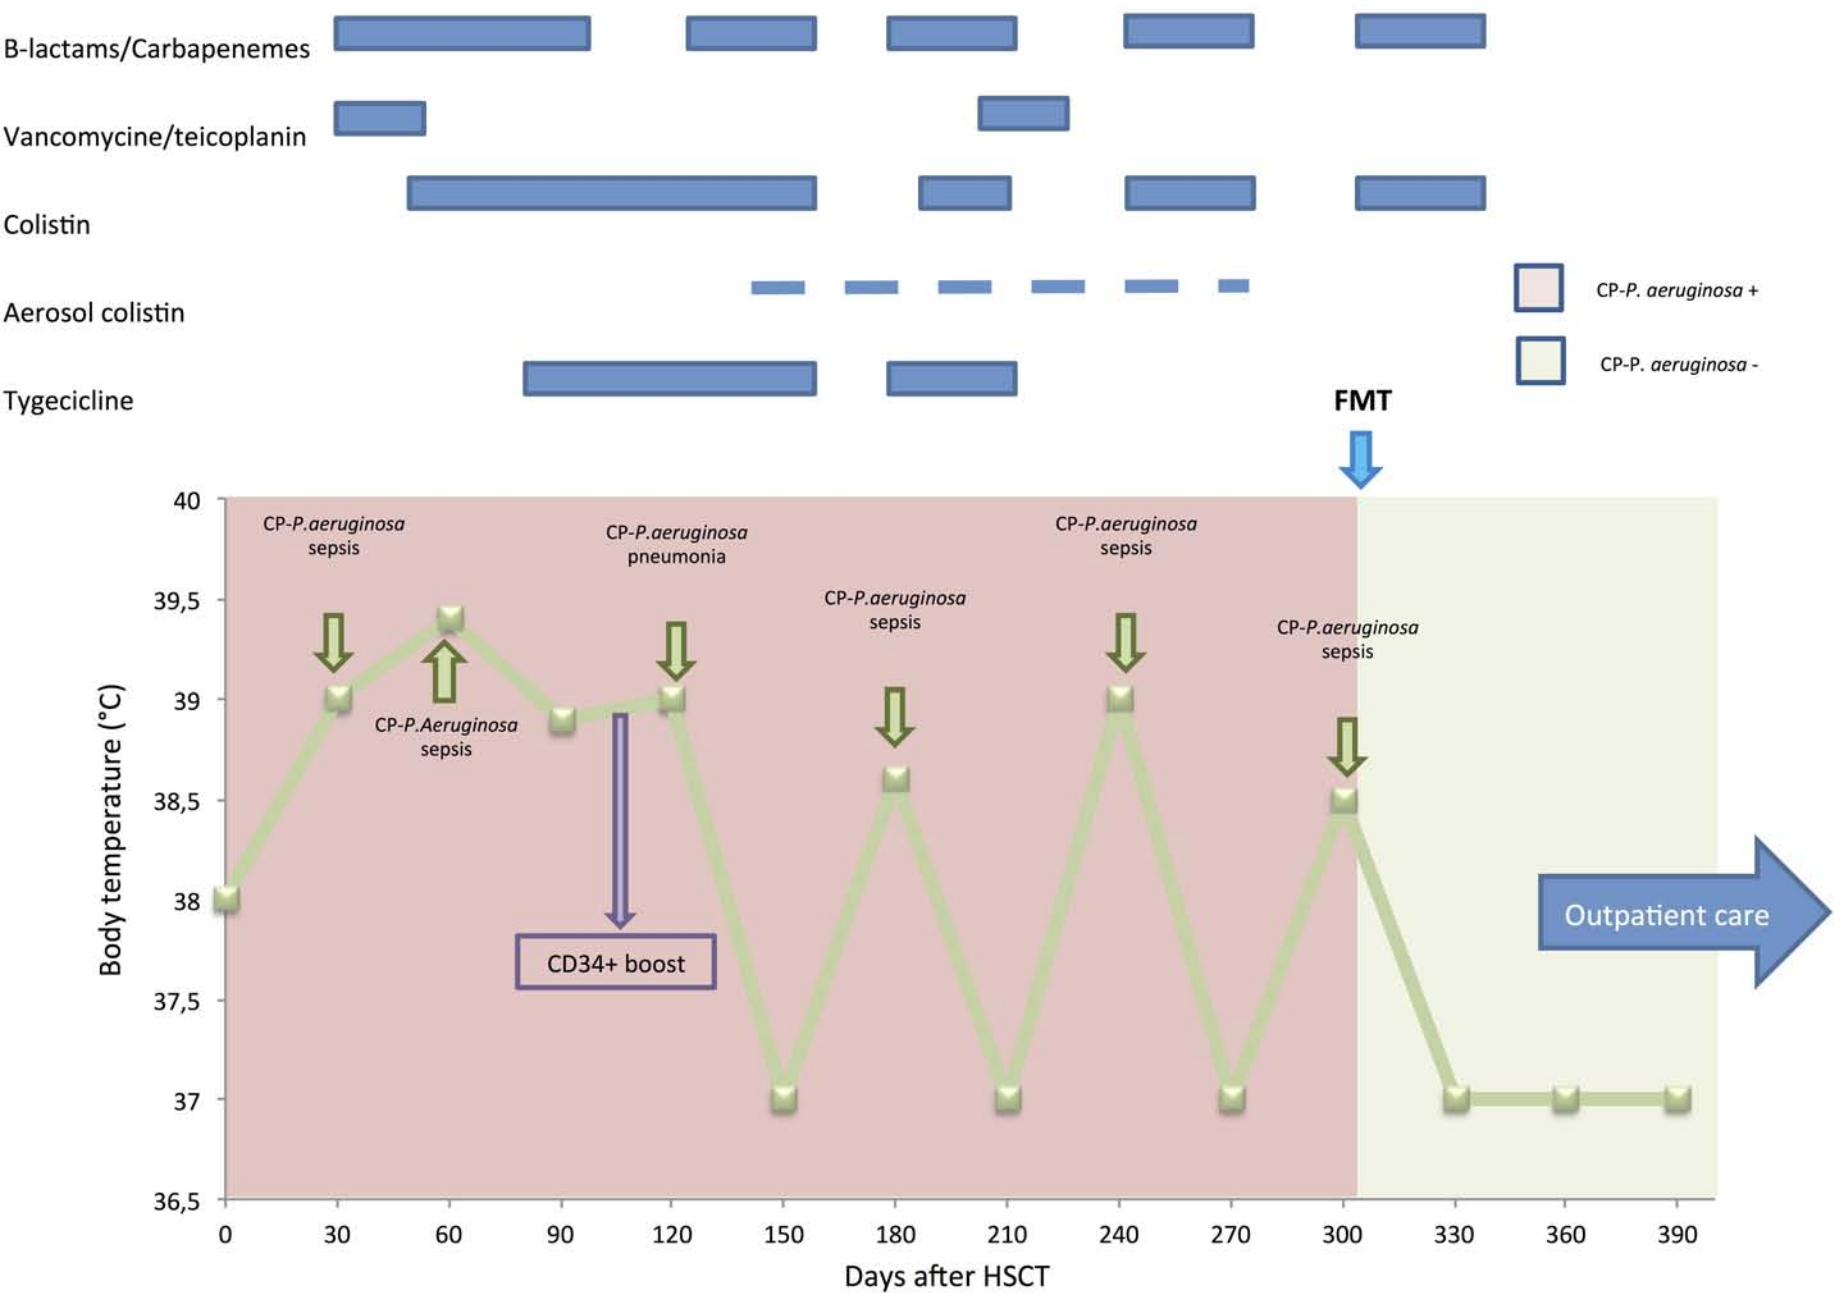 B-lactams/Carbapenemes
Vancomycine/teicoplanin
Colistin
Aerosol colistin
Tygecicline
CP-P. aeruginosa +
CP-P. aeruginosa -
FMT
40
39,5
39
38,5
38
37,5
37
36,5
Body temperature (°C)
CP-P.aeruginosa
sepsis
CP-P.Aeruginosa
sepsis
CP-P.aeruginosa
pneumonia
CP-P.aeruginosa
sepsis
CP-P.aeruginosa
sepsis
CP-P.aeruginosa
sepsis
CD34+ boost
Outpatient care
0 30 60 90 120 150 180 210 240 270 300 330 360 390
Days after HSCT